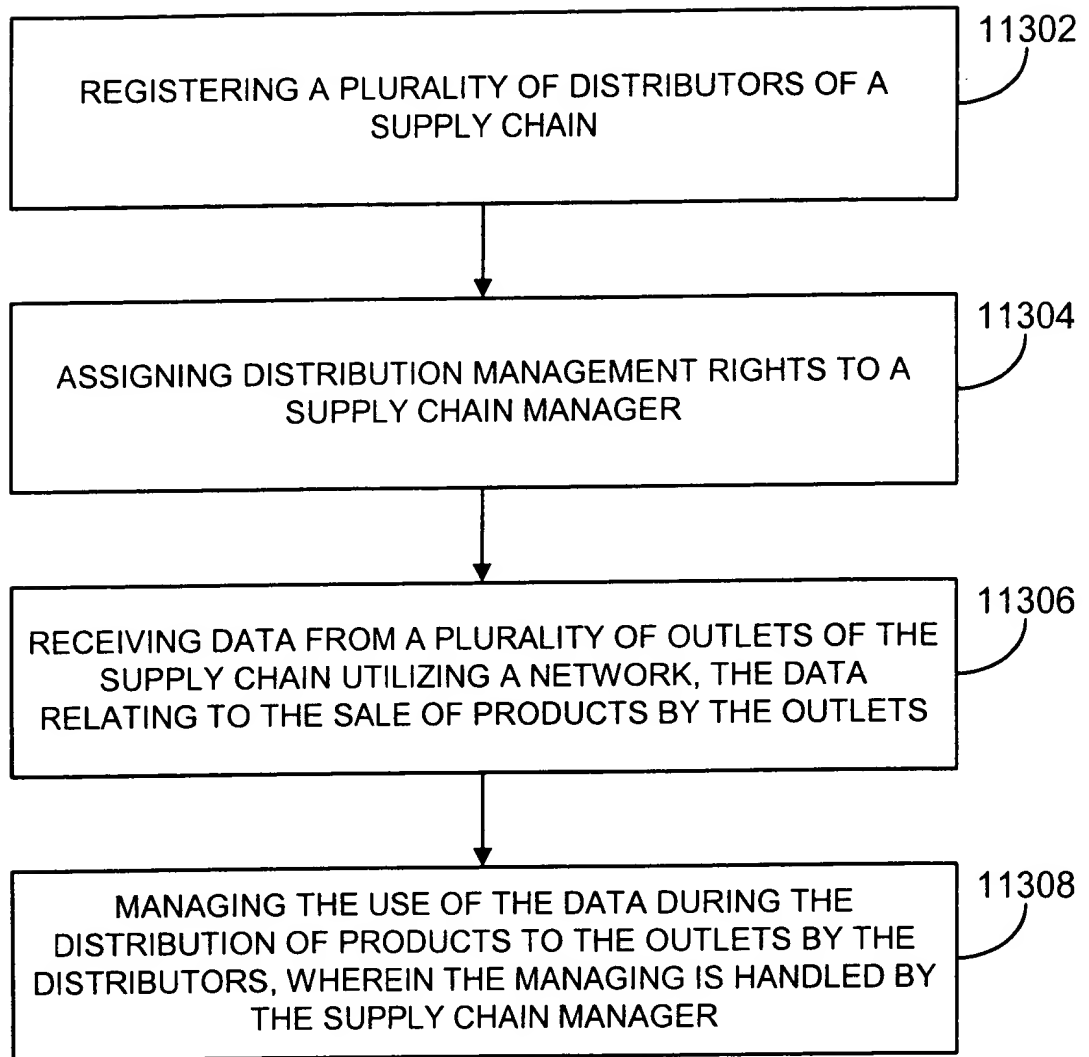 11302
REGISTERING A PLURALITY OF DISTRIBUTORS OF A
SUPPLY CHAIN
11304
ASSIGNING DISTRIBUTION MANAGEMENT RIGHTS TO A
SUPPLY CHAIN MANAGER
11306
RECEIVING DATA FROM A PLURALITY OF OUTLETS OF THE
SUPPLY CHAIN UTILIZING A NETWORK, THE DATA
RELATING TO THE SALE OF PRODUCTS BY THE OUTLETS
11308
MANAGING THE USE OF THE DATA DURING THE
DISTRIBUTION OF PRODUCTS TO THE OUTLETS BY THE
DISTRIBUTORS, WHEREIN THE MANAGING IS HANDLED BY
THE SUPPLY CHAIN MANAGER